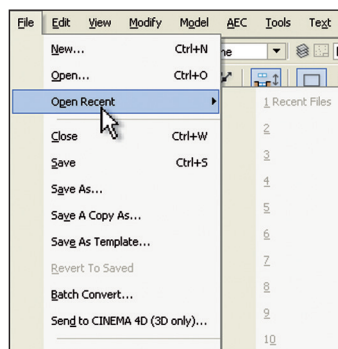 File Edit View Modify Model AEC Tools Text
New... Ctrl+N
Open... Ctrl+O
Open Recent
1 Recent Files
2
Close Ctrl+W
3
Save Ctrl+S
4
Save As...
5
Save A Copy As...
6
Save As Template...
7
Revert To Saved
8
Batch Convert...
9
Send to CINEMA 4D (3D only)...
10